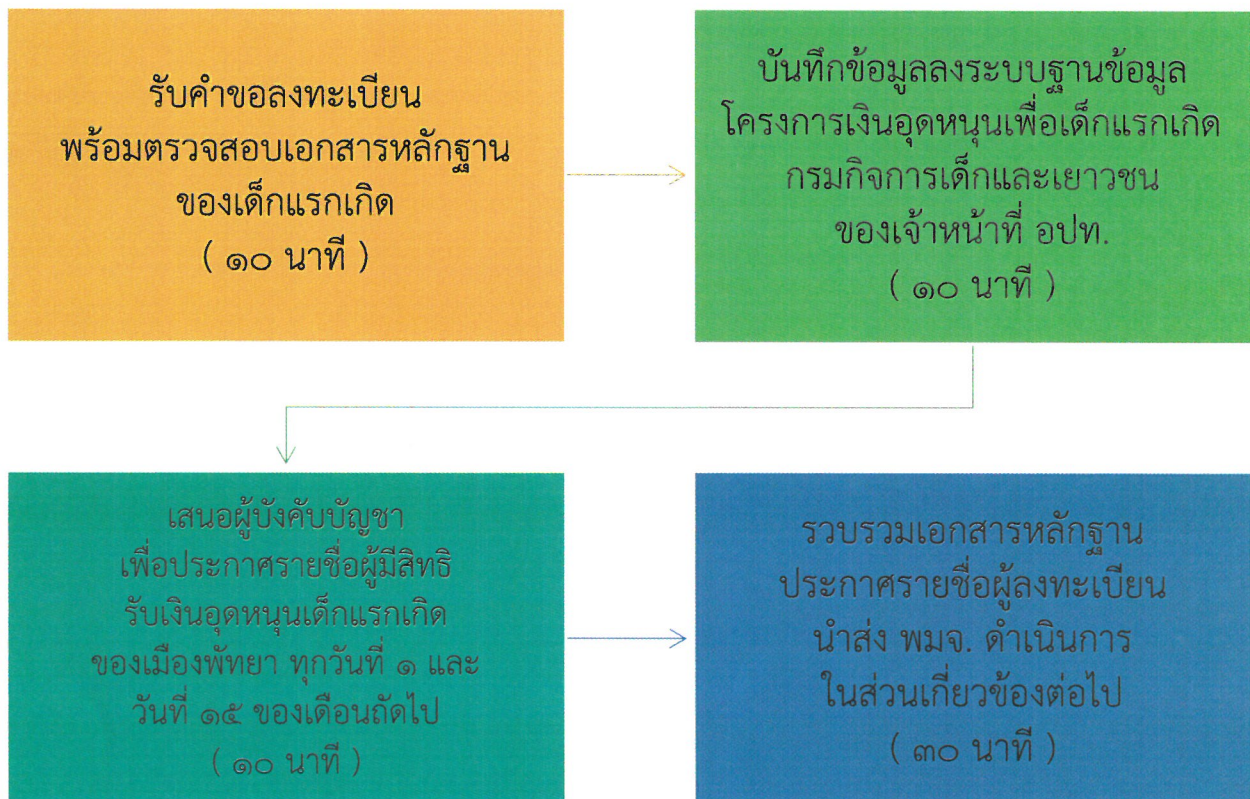 รับคำขอลงทะเบียน
พร้อมตรวจสอบเอกสารหลักฐาน
ของเด็กแรกเกิด
( ๑๐ นาที )
บันทึกข้อมูลลงระบบฐานข้อมูล
โครงการเงินอุดหนุนเพื่อเด็กแรกเกิด
กรมกิจการเด็กและเยาวชน
ของเจ้าหน้าที่ อปท.
( ๑๐ นาที )
เสนอผู้บังคับบัญชา
เพื่อประกาศรายชื่อผู้มีสิทธิ
รับเงินอุดหนุนเด็กแรกเกิด
ของเมืองพัทยา ทุกวันที่ ๑ และ
วันที่ ๑๕ ของเดือนถัดไป
( ๑๐ นาที )
รวบรวมเอกสารหลักฐาน
ประกาศรายชื่อผู้ลงทะเบียน
นำส่ง พมจ. ดำเนินการ
ในส่วนเกี่ยวข้องต่อไป
( ๓๐ นาที )